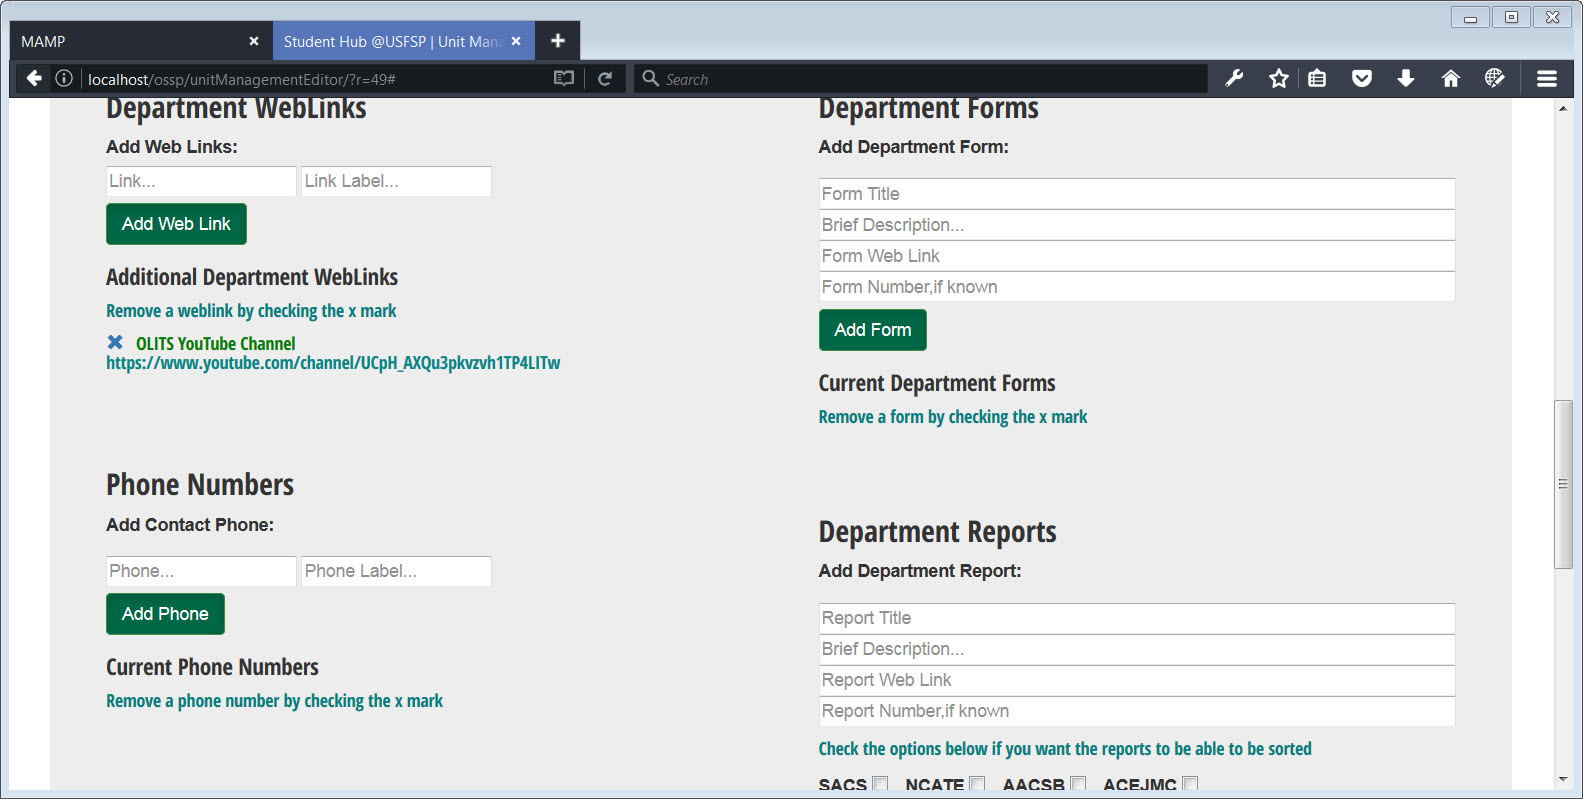 MAMP
Student Hub @USFSP | Unit Mana
localhost/ossp/unitManagementEditor/?r=49#
Search
Department WebLinks
Add Web Links:
Link...
Link Label...
Add Web Link
Additional Department WebLinks
Remove a weblink by checking the x mark
OLITS YouTube Channel
https://www.youtube.com/channel/UCpH_AXQu3pkvzvh1TP4LITw
Phone Numbers
Add Contact Phone:
Phone...
Phone Label...
Add Phone
Current Phone Numbers
Remove a phone number by checking the x mark
Department Forms
Add Department Form:
Form Title
Brief Description...
Form Web Link
Form Number,if known
Add Form
Current Department Forms
Remove a form by checking the x mark
Department Reports
Add Department Report:
Report Title
Brief Description...
Report Web Link
Report Number,if known
Check the options below if you want the reports to be able to be sorted
SACS NCATE AACSB ACEJMC